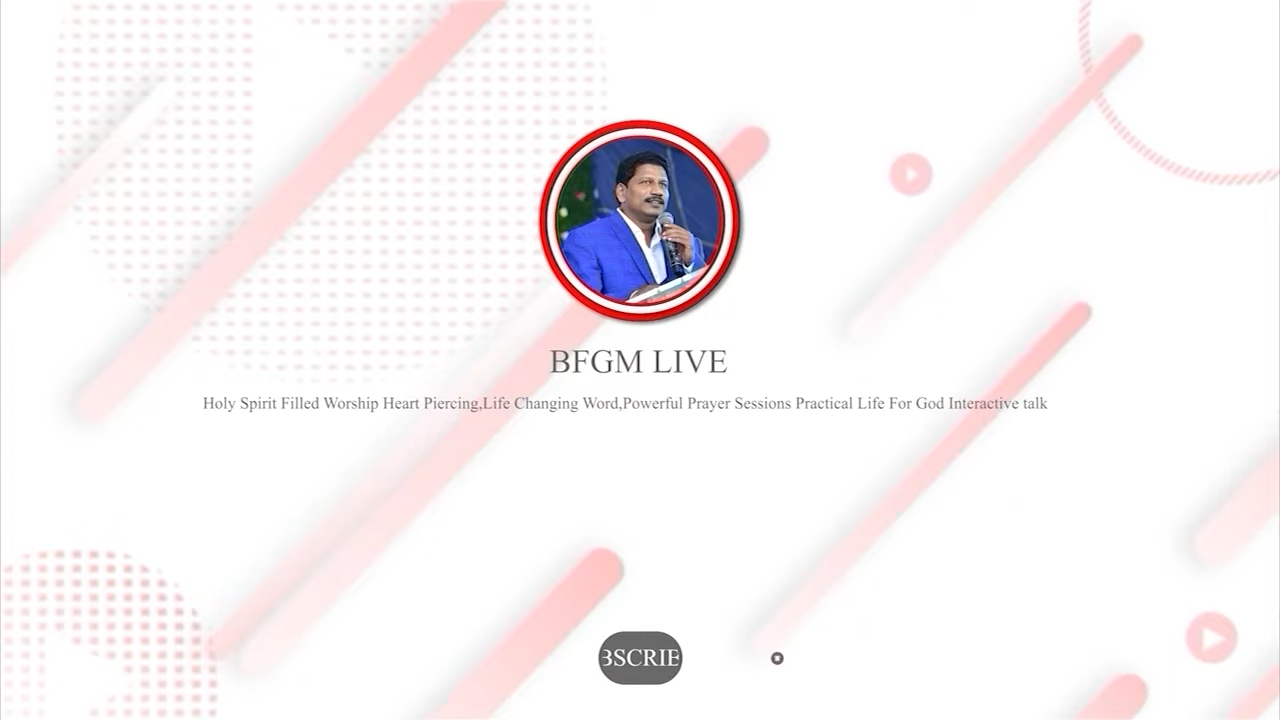 BFGM LIVE
Holy Spirit Filled Worship Heart Piercing,Life Changing Word,Powerful Prayer Sessions Practical Life For God Interactive talk
BSCRIB